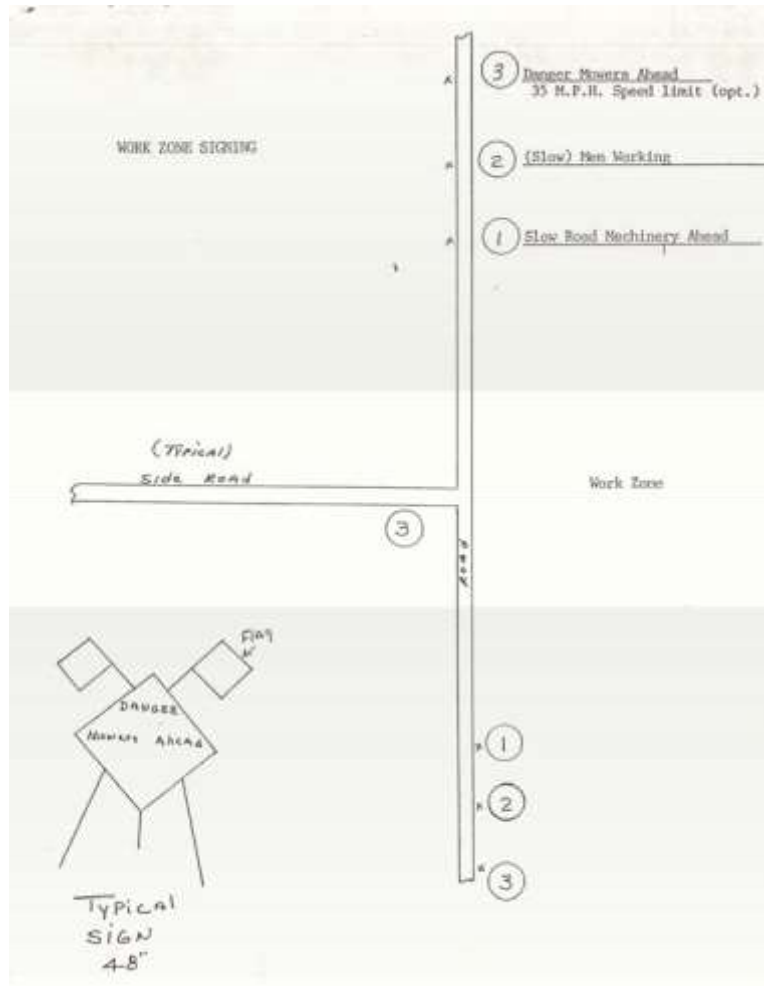 3 Danger Mowers Ahead
35 M.P.H. Speed limit (opt.)
WORK ZONE SIGNING
2 (Slow) Men Working
1 Slow Road Mechinery Ahead
(Typical)
Side Road
Work Zone
3
ROAD
Flag
DANGER
Mowers Ahead
1
2
3
Typical
SIGN
48"